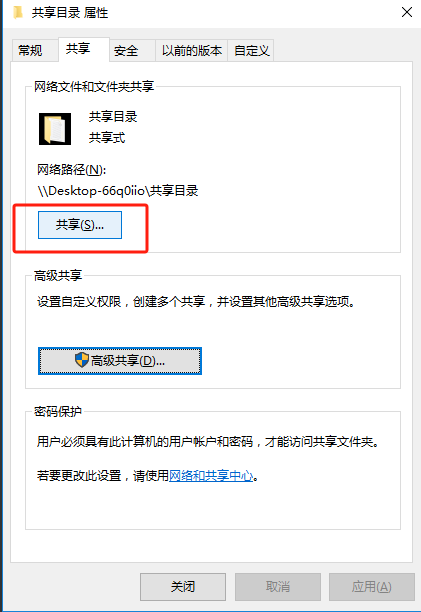 共享目录 属性
常规 共享 安全 以前的版本 自定义
网络文件和文件夹共享
共享目录
共享式
网络路径(N):
\\Desktop-66q0iio\共享目录
共享(S)...
高级共享
设置自定义权限，创建多个共享，并设置其他高级共享选项。
高级共享(D)...
密码保护
用户必须具有此计算机的用户帐户和密码，才能访问共享文件夹。
若要更改此设置，请使用网络和共享中心。
关闭 取消 应用(A)